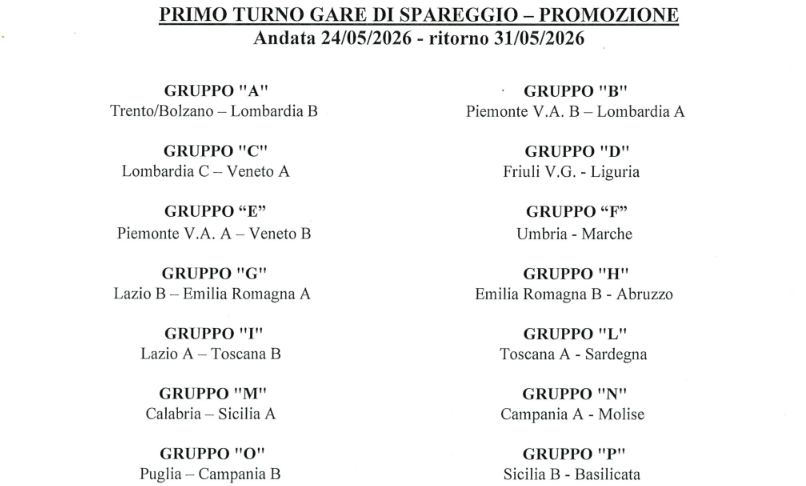 PRIMO TURNO GARE DI SPAREGGIO – PROMOZIONE
Andata 24/05/2026 - ritorno 31/05/2026
GRUPPO "A"
Trento/Bolzano – Lombardia B
GRUPPO "B"
Piemonte V.A. B – Lombardia A
GRUPPO "C"
Lombardia C – Veneto A
GRUPPO "D"
Friuli V.G. - Liguria
GRUPPO “E”
Piemonte V.A. A – Veneto B
GRUPPO “F”
Umbria - Marche
GRUPPO "G"
Lazio B – Emilia Romagna A
GRUPPO "H"
Emilia Romagna B - Abruzzo
GRUPPO "I"
Lazio A – Toscana B
GRUPPO "L"
Toscana A - Sardegna
GRUPPO "M"
Calabria – Sicilia A
GRUPPO "N"
Campania A - Molise
GRUPPO "O"
Puglia – Campania B
GRUPPO "P"
Sicilia B - Basilicata